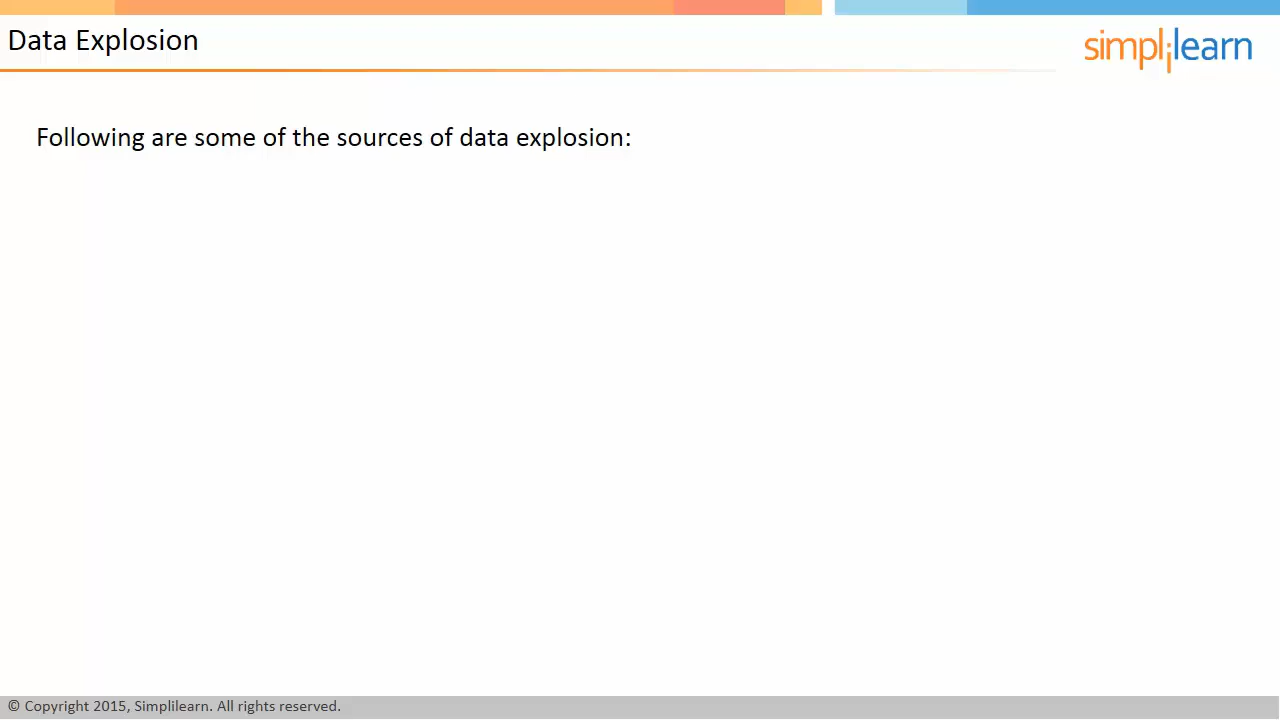 Data Explosion
simplilearn
Following are some of the sources of data explosion:
© Copyright 2015, Simplilearn. All rights reserved.